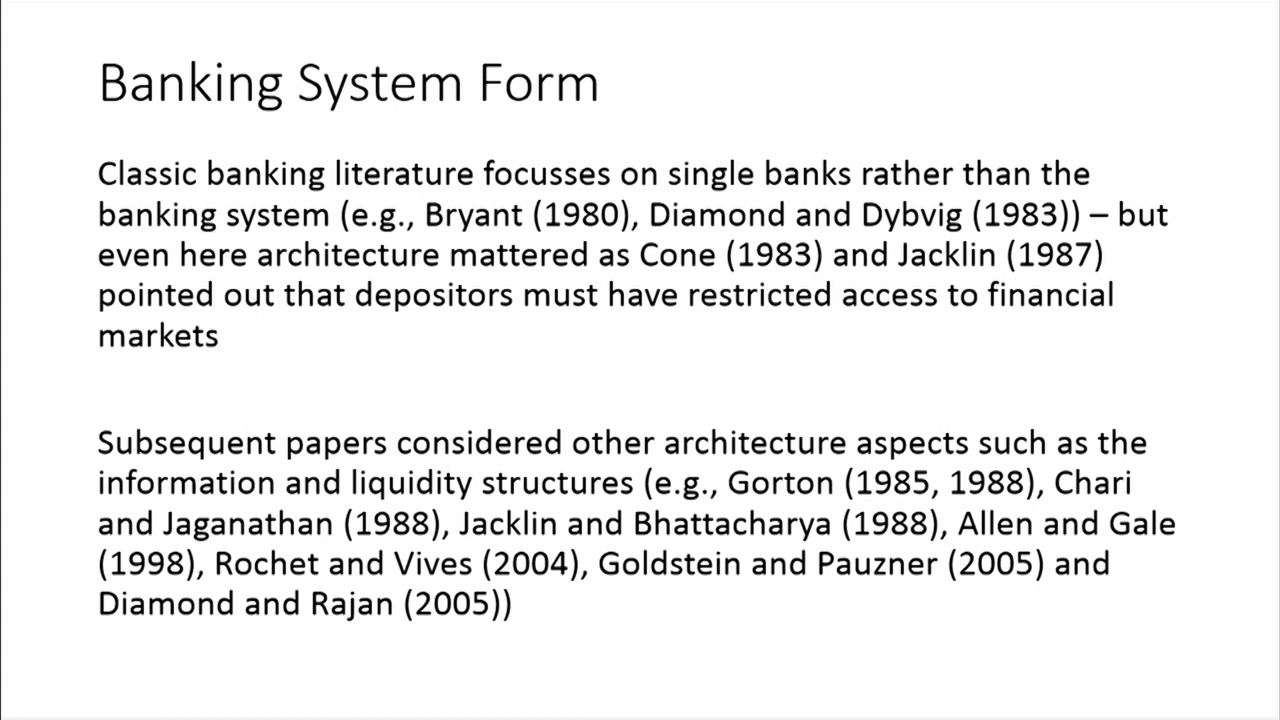 Banking System Form
Classic banking literature focusses on single banks rather than the
banking system (e.g., Bryant (1980), Diamond and Dybvig (1983)) – but
even here architecture mattered as Cone (1983) and Jacklin (1987)
pointed out that depositors must have restricted access to financial
markets
Subsequent papers considered other architecture aspects such as the
information and liquidity structures (e.g., Gorton (1985, 1988), Chari
and Jaganathan (1988), Jacklin and Bhattacharya (1988), Allen and Gale
(1998), Rochet and Vives (2004), Goldstein and Pauzner (2005) and
Diamond and Rajan (2005))